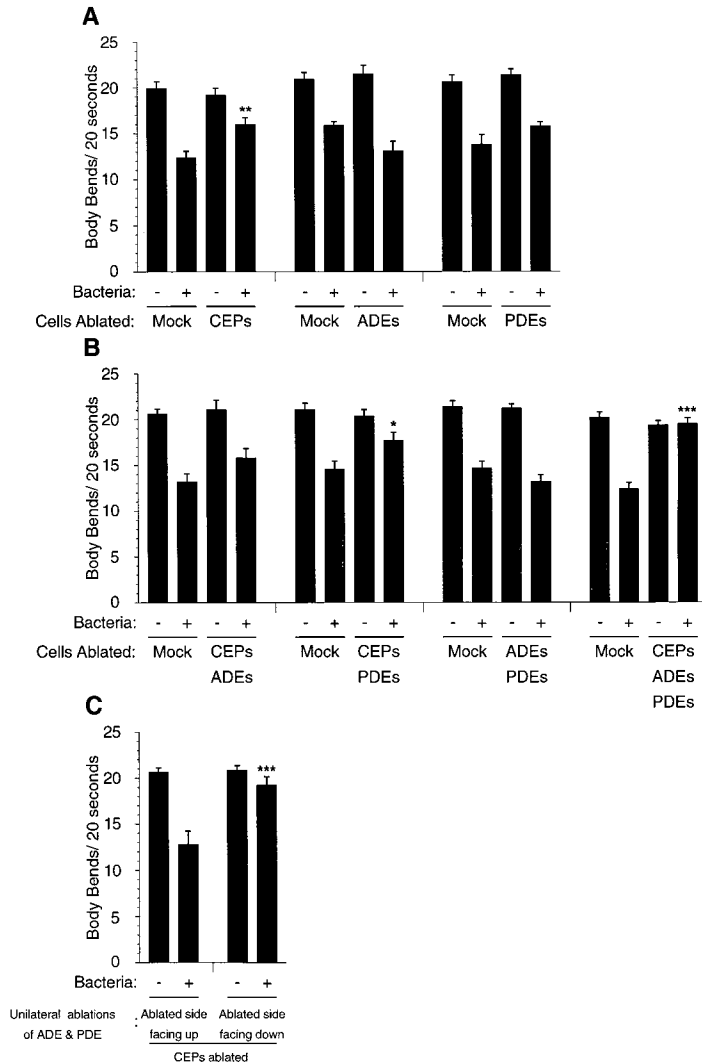 A
Body Bends/ 20 seconds
25
20
15
10
5
0
**
Bacteria: - + - + - + - + - + - +
Cells Ablated: Mock CEPs Mock ADEs Mock PDEs
B
Body Bends/ 20 seconds
25
20
15
10
5
0
* ***
Bacteria: - + - + - + - + - + - + - + - +
Cells Ablated: Mock CEPs Mock CEPs Mock ADEs Mock CEPs
ADEs PDEs PDEs ADEs
PDEs
C
Body Bends/ 20 seconds
25
20
15
10
5
0
***
Bacteria: - + - +
Unilateral ablations : Ablated side Ablated side
of ADE & PDE facing up facing down
CEPs ablated